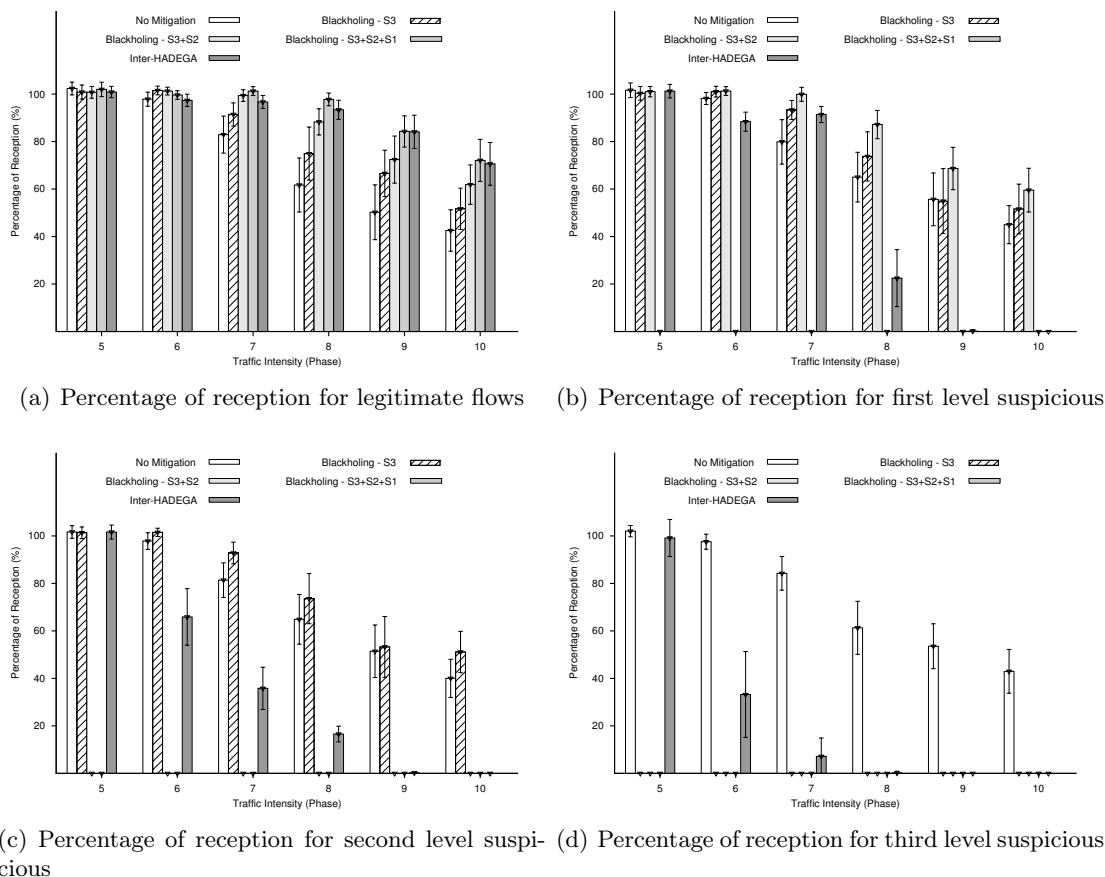 No Mitigation
Blackholing - S3
Blackholing - S3+S2
Blackholing - S3+S2+S1
Inter-HADEGA
Percentage of Reception (%)
100
80
60
40
20
5 6 7 8 9 10
Traffic Intensity (Phase)
(a) Percentage of reception for legitimate flows
No Mitigation
Blackholing - S3
Blackholing - S3+S2
Blackholing - S3+S2+S1
Inter-HADEGA
Percentage of Reception (%)
100
80
60
40
20
5 6 7 8 9 10
Traffic Intensity (Phase)
(b) Percentage of reception for first level suspicious
No Mitigation
Blackholing - S3
Blackholing - S3+S2
Blackholing - S3+S2+S1
Inter-HADEGA
Percentage of Reception (%)
100
80
60
40
20
5 6 7 8 9 10
Traffic Intensity (Phase)
(c) Percentage of reception for second level suspi-
cious
No Mitigation
Blackholing - S3
Blackholing - S3+S2
Blackholing - S3+S2+S1
Inter-HADEGA
Percentage of Reception (%)
100
80
60
40
20
5 6 7 8 9 10
Traffic Intensity (Phase)
(d) Percentage of reception for third level suspicious